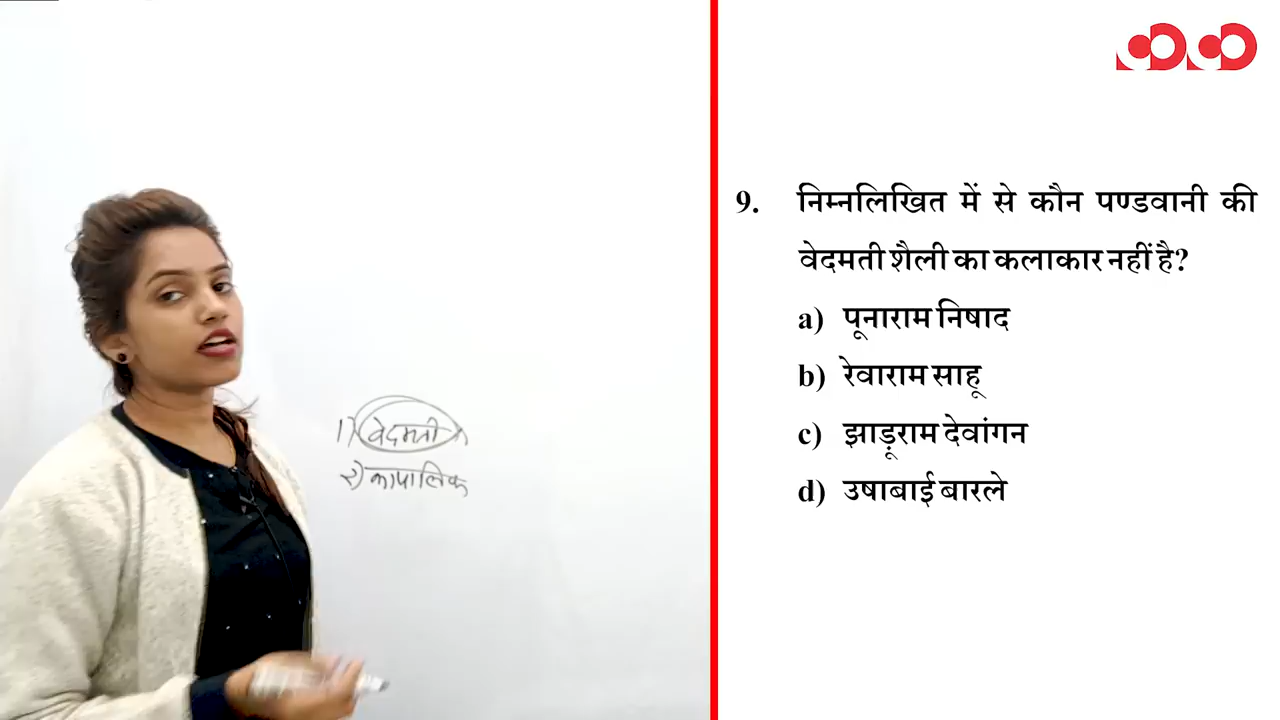 9. निम्नलिखित में से कौन पण्डवानी की
वेदमती शैली का कलाकार नहीं है?
a) पूनाराम निषाद
b) रेवाराम साहू
c) झाड़ूराम देवांगन
d) उषाबाई बारले
1) वेदमती
2) कापालिक